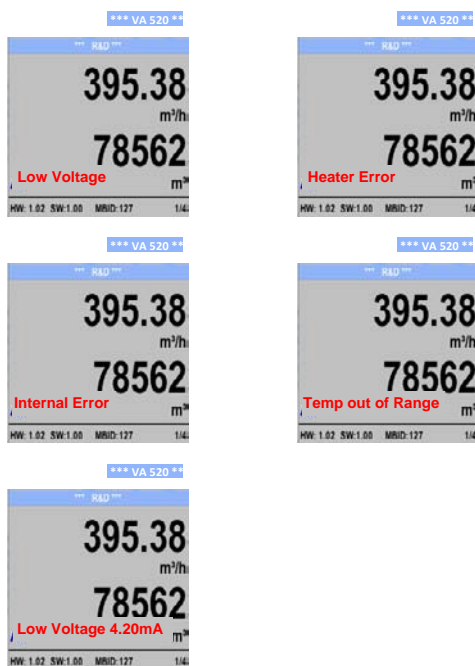 *** VA 520 **
*** R&D ***
395.38
m³/h
78562
Low Voltage
m³
HW: 1.02 SW:1.00 MBID:127 1/4
*** VA 520 **
*** R&D ***
395.38
m³/h
78562
Heater Error
m³
HW: 1.02 SW:1.00 MBID:127 1/4
*** VA 520 **
*** R&D ***
395.38
m³/h
78562
Internal Error
m³
HW: 1.02 SW:1.00 MBID:127 1/4
*** VA 520 **
*** R&D ***
395.38
m³/h
78562
Temp out of Range
m³
HW: 1.02 SW:1.00 MBID:127 1/4
*** VA 520 **
*** R&D ***
395.38
m³/h
78562
Low Voltage 4.20mA
m³
HW: 1.02 SW:1.00 MBID:127 1/4